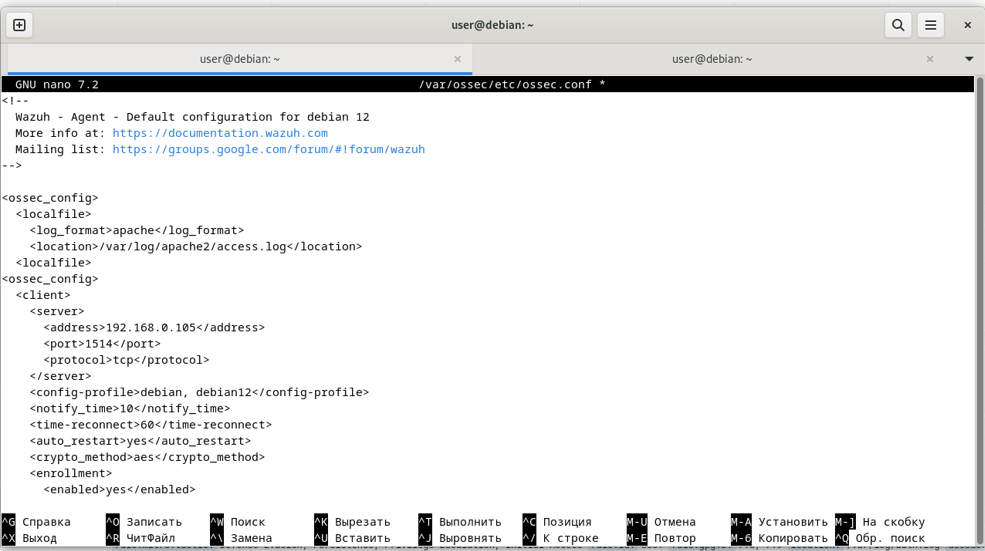 user@debian: ~
user@debian: ~
user@debian: ~
GNU nano 7.2 /var/ossec/etc/ossec.conf *
<!--
  Wazuh - Agent - Default configuration for debian 12
  More info at: https://documentation.wazuh.com
  Mailing list: https://groups.google.com/forum/#!forum/wazuh
-->
<ossec_config>
  <localfile>
    <log_format>apache</log_format>
    <location>/var/log/apache2/access.log</location>
  <localfile>
<ossec_config>
  <client>
    <server>
      <address>192.168.0.105</address>
      <port>1514</port>
      <protocol>tcp</protocol>
    </server>
    <config-profile>debian, debian12</config-profile>
    <notify_time>10</notify_time>
    <time-reconnect>60</time-reconnect>
    <auto_restart>yes</auto_restart>
    <crypto_method>aes</crypto_method>
    <enrollment>
      <enabled>yes</enabled>
^G Справка ^O Записать ^W Поиск ^K Вырезать ^T Выполнить ^C Позиция M-U Отмена M-A Установить M-] На скобку
^X Выход ^R ЧитФайл ^\ Замена ^U Вставить ^J Выровнять ^/ К строке M-E Повтор M-6 Копировать ^Q Обр. поиск